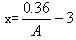 x = 0.36/A − 3